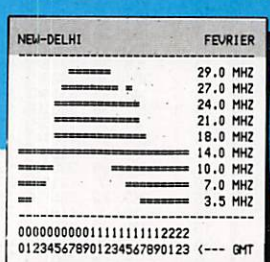 NEW-DELHI FEVRIER
29.0 MHZ
27.0 MHZ
24.0 MHZ
21.0 MHZ
18.0 MHZ
14.0 MHZ
10.0 MHZ
7.0 MHZ
3.5 MHZ
000000000011111111112222
012345678901234567890123 <--- GMT